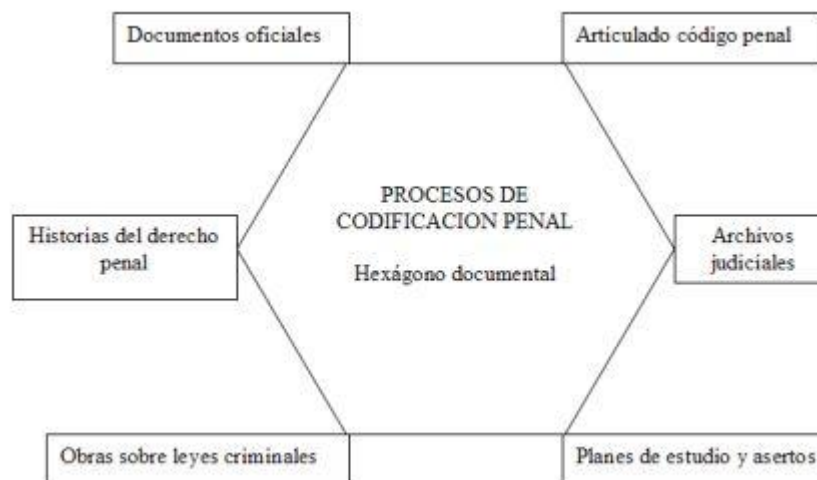 Documentos oficiales
Articulado código penal
PROCESOS DE
CODIFICACION PENAL
Hexágono documental
Historias del derecho
penal
Archivos
judiciales
Obras sobre leyes criminales
Planes de estudio y asertos